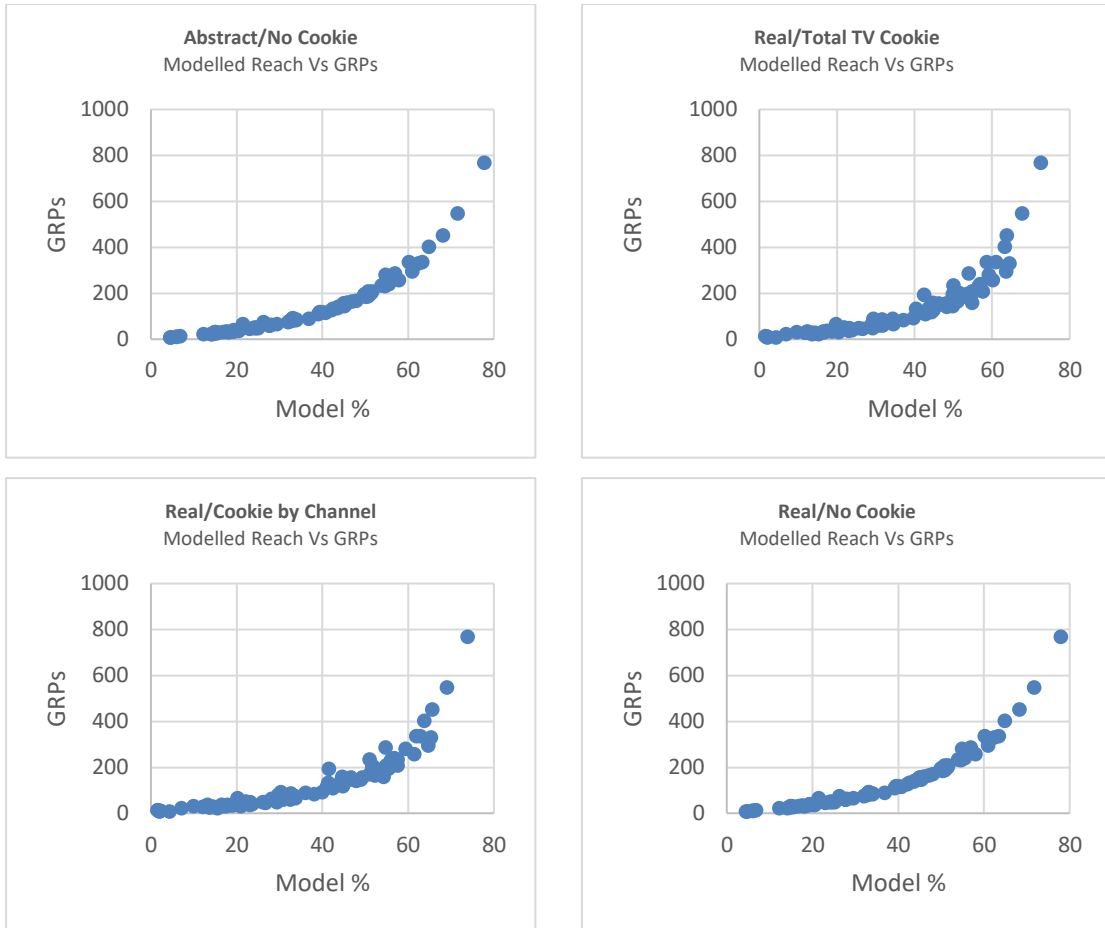 Abstract/No Cookie
Modelled Reach Vs GRPs
1000
800
600
400
200
0
GRPs
0 20 40 60 80
Model %
Real/Total TV Cookie
Modelled Reach Vs GRPs
1000
800
600
400
200
0
GRPs
0 20 40 60 80
Model %
Real/Cookie by Channel
Modelled Reach Vs GRPs
1000
800
600
400
200
0
GRPs
0 20 40 60 80
Model %
Real/No Cookie
Modelled Reach Vs GRPs
1000
800
600
400
200
0
GRPs
0 20 40 60 80
Model %